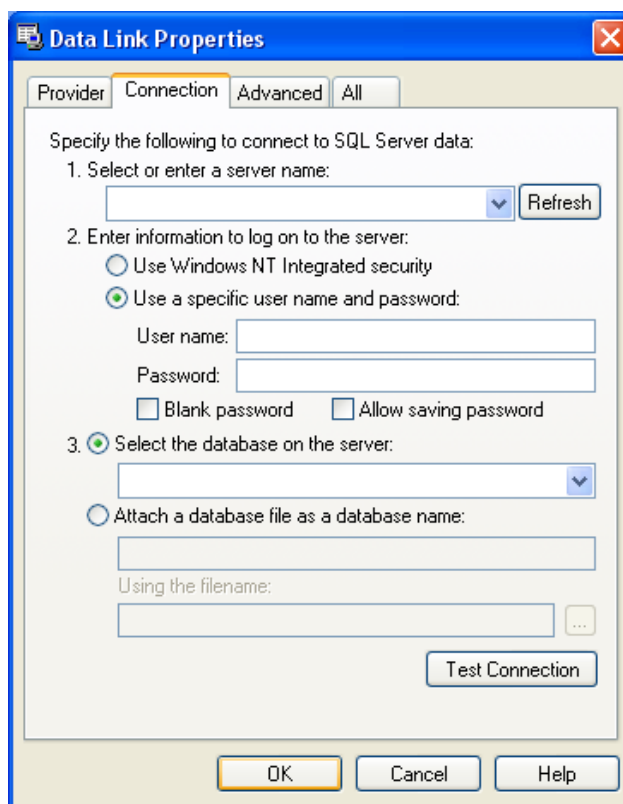 Data Link Properties
Provider Connection Advanced All
Specify the following to connect to SQL Server data:
1. Select or enter a server name:
Refresh
2. Enter information to log on to the server:
Use Windows NT Integrated security
Use a specific user name and password:
User name:
Password:
Blank password Allow saving password
3. Select the database on the server:
Attach a database file as a database name:
Using the filename:
...
Test Connection
OK Cancel Help